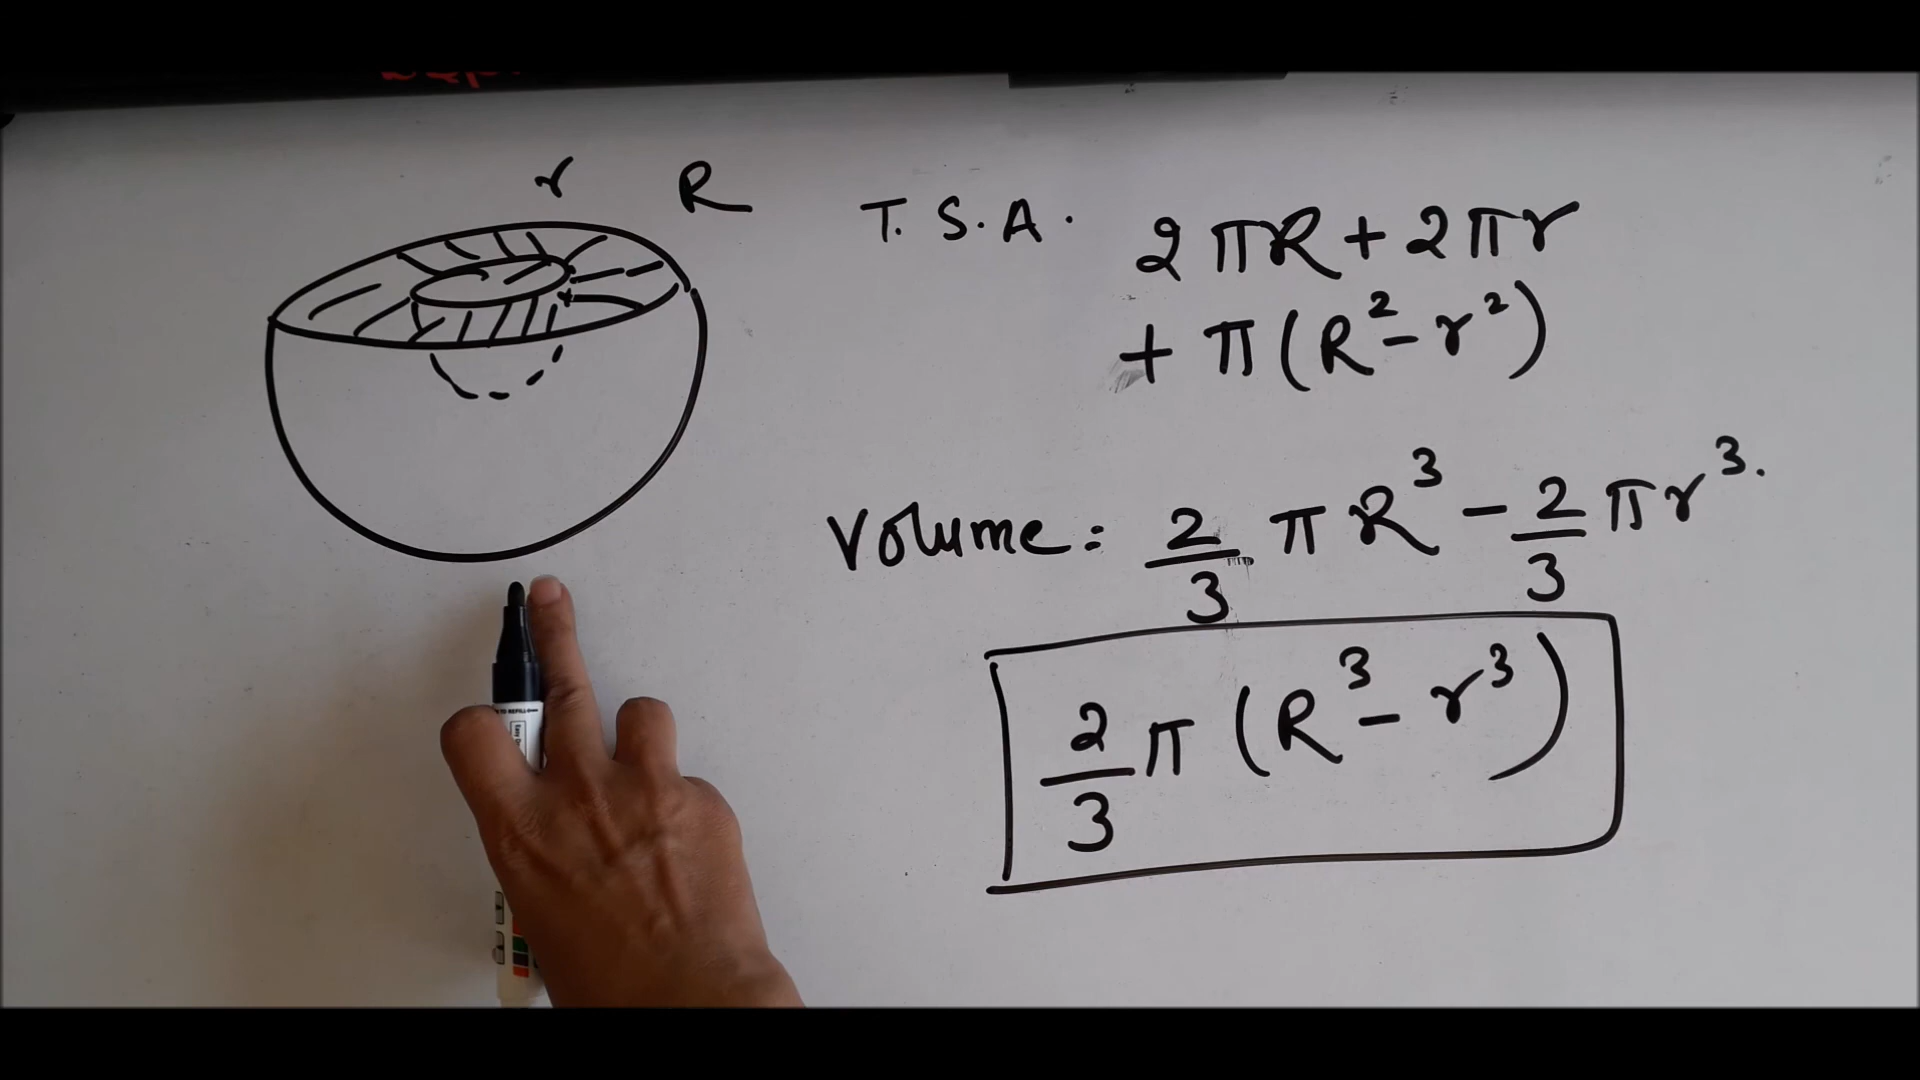 r R
T. S. A. 2πR + 2πr
+ π(R² - r²)
Volume: 2/3 πR³ - 2/3 πr³.
2/3 π (R³ - r³)